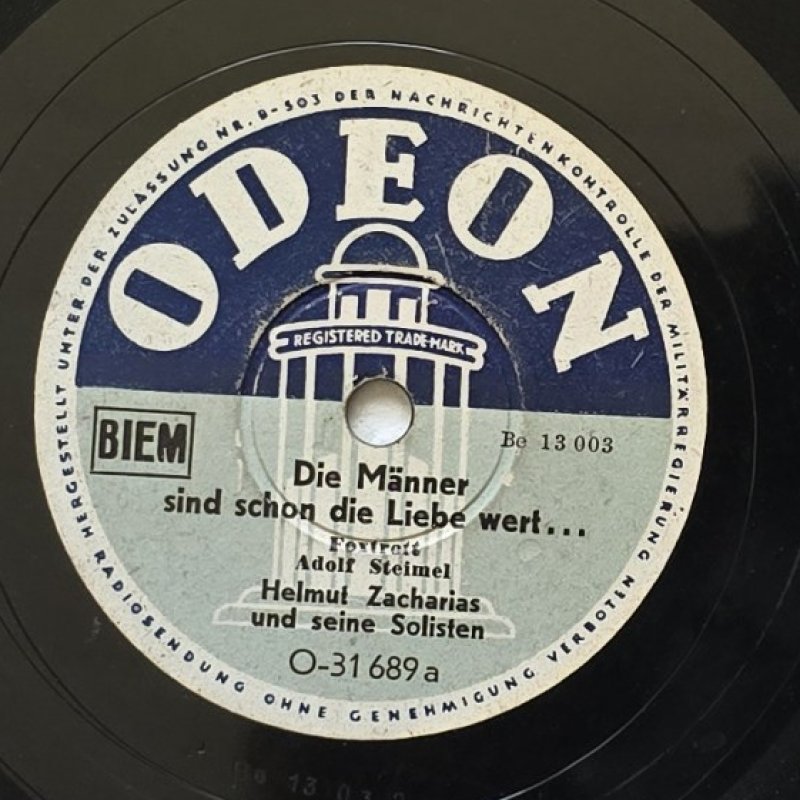 HERGESTELLT UNTER DER ZULASSUNG NR. B-503 DER NACHRICHTENKONTROLLE DER MILITÄRREGIERUNG
RADIOSENDUNG OHNE GENEHMIGUNG VERBOTEN
ODEON
REGISTERED TRADE-MARK
BIEM
Be 13 003
Die Männer
sind schon die Liebe wert...
Foxtrott
Adolf Steimel
Helmut Zacharias
und seine Solisten
O-31 689 a